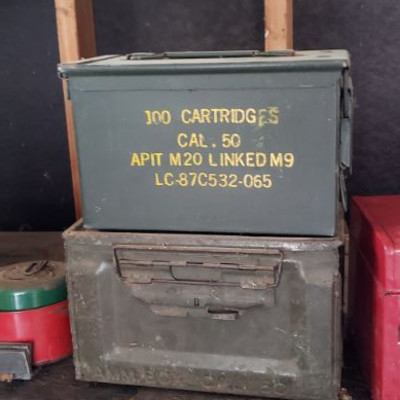 100 CARTRIDGES
CAL. 50
APIT M20 LINKED M9
LC-87C532-065